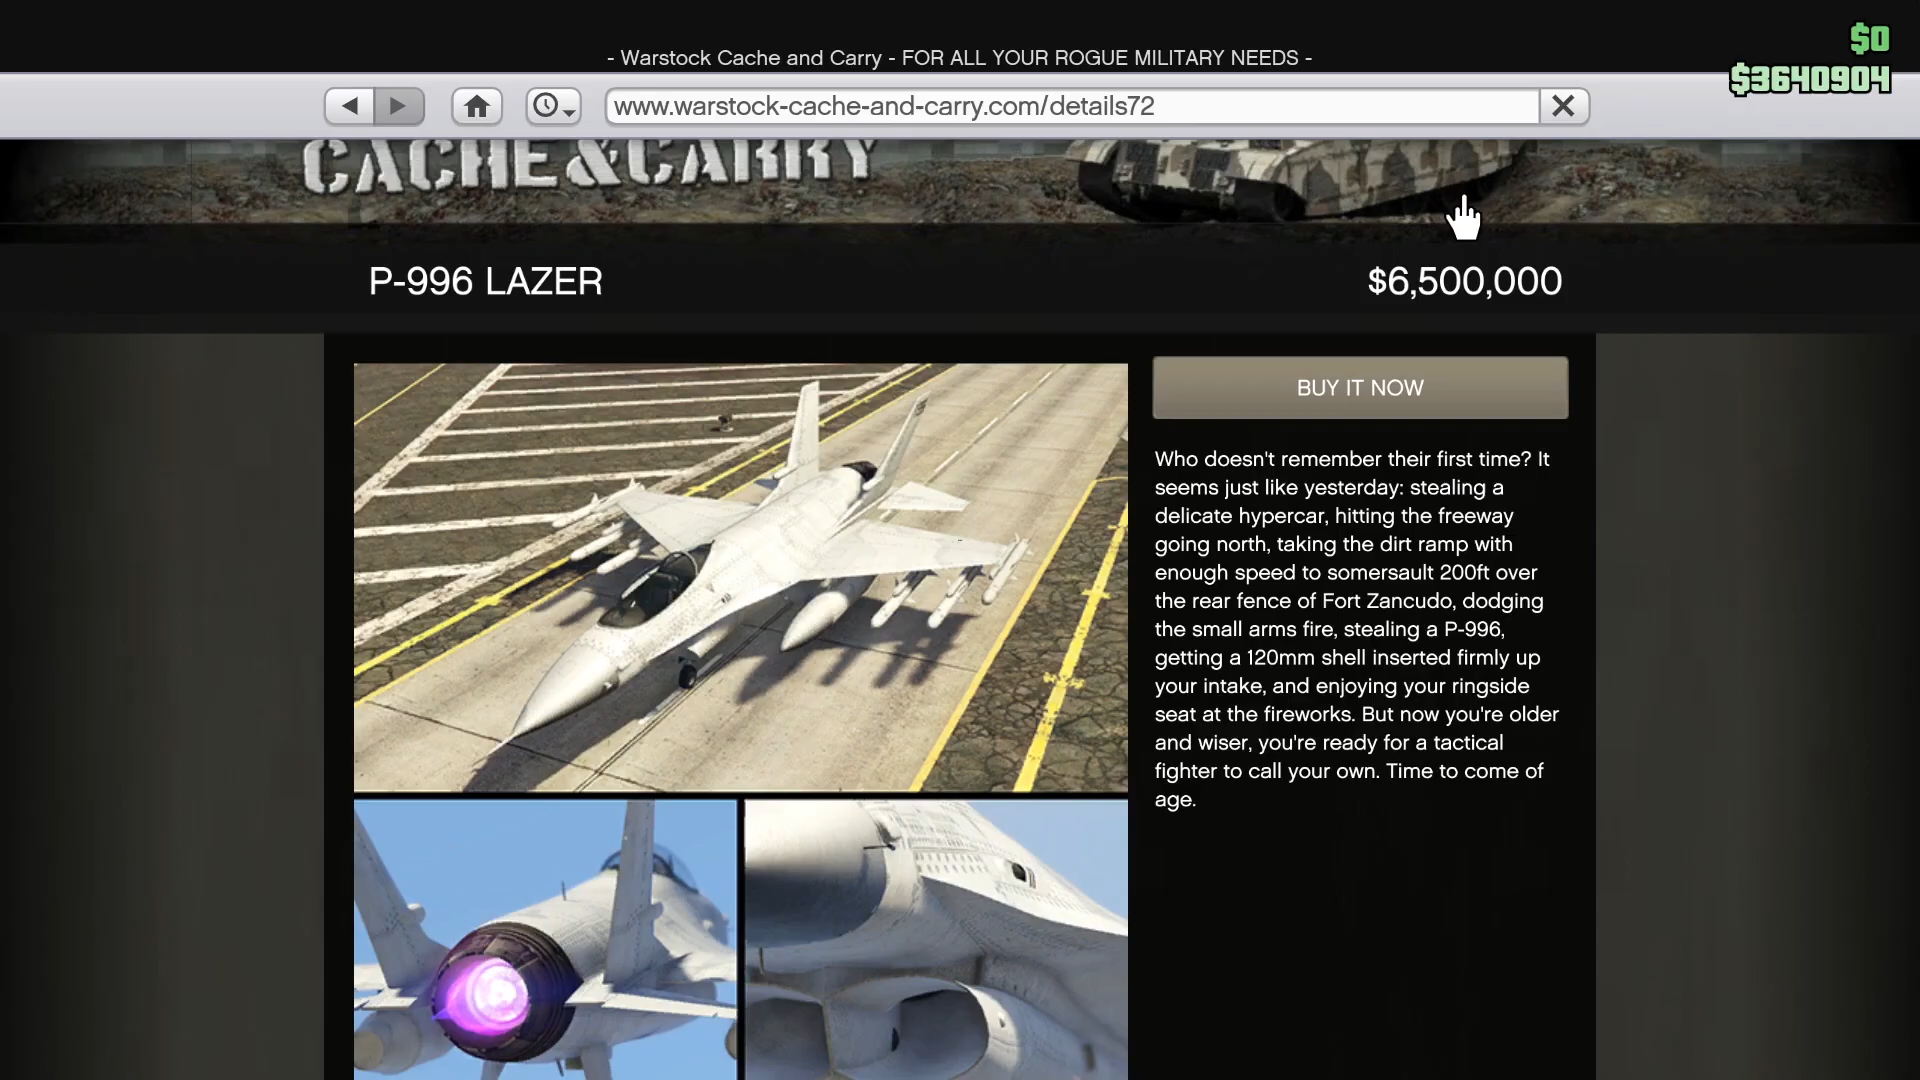 $0
- Warstock Cache and Carry - FOR ALL YOUR ROGUE MILITARY NEEDS -
$3640904
www.warstock-cache-and-carry.com/details72
CACHE&CARRY
P-996 LAZER
$6,500,000
BUY IT NOW
Who doesn't remember their first time? It
seems just like yesterday: stealing a
delicate hypercar, hitting the freeway
going north, taking the dirt ramp with
enough speed to somersault 200ft over
the rear fence of Fort Zancudo, dodging
the small arms fire, stealing a P-996,
getting a 120mm shell inserted firmly up
your intake, and enjoying your ringside
seat at the fireworks. But now you're older
and wiser, you're ready for a tactical
fighter to call your own. Time to come of
age.